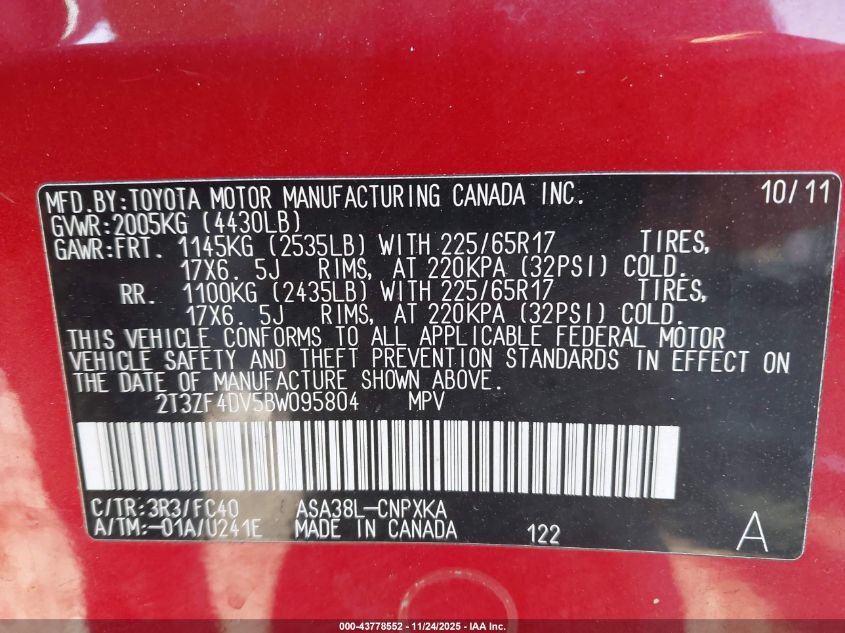 MFD.BY:TOYOTA MOTOR MANUFACTURING CANADA INC. 10/11
GVWR:2005KG (4430LB)
GAWR:FRT. 1145KG (2535LB) WITH 225/65R17 TIRES,
17X6. 5J RIMS, AT 220KPA (32PSI) COLD.
RR. 1100KG (2435LB) WITH 225/65R17 TIRES,
17X6. 5J RIMS, AT 220KPA (32PSI) COLD.
THIS VEHICLE CONFORMS TO ALL APPLICABLE FEDERAL MOTOR
VEHICLE SAFETY AND THEFT PREVENTION STANDARDS IN EFFECT ON
THE DATE OF MANUFACTURE SHOWN ABOVE.
2T3ZF4DV5BW095804 MPV
C/TR:3R3/FC40 ASA38L-CNPXKA
A/TM:-01A/U241E MADE IN CANADA 122 A
000-43778552 - 11/24/2025 - IAA Inc.